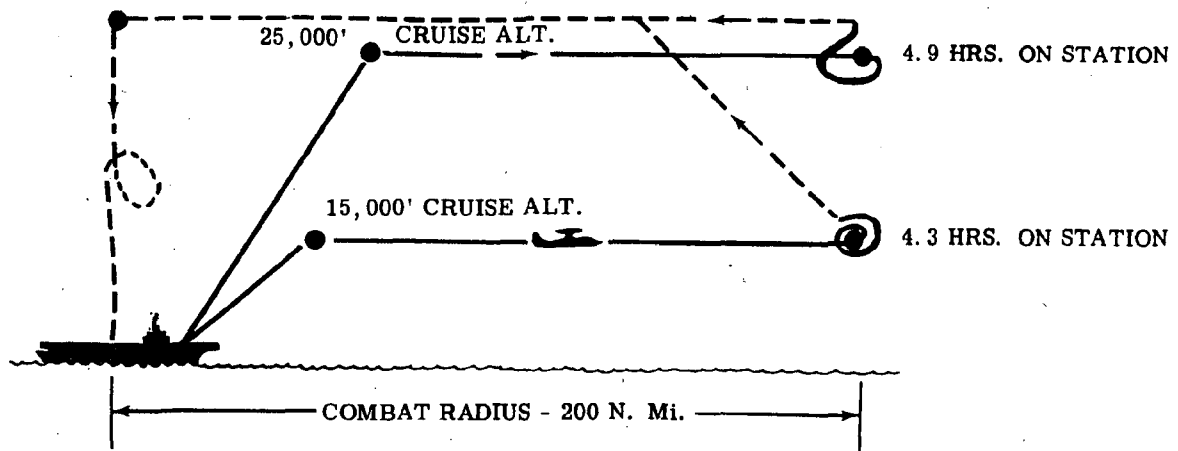 25,000' CRUISE ALT.
4.9 HRS. ON STATION
15,000' CRUISE ALT.
4.3 HRS. ON STATION
COMBAT RADIUS - 200 N. Mi.